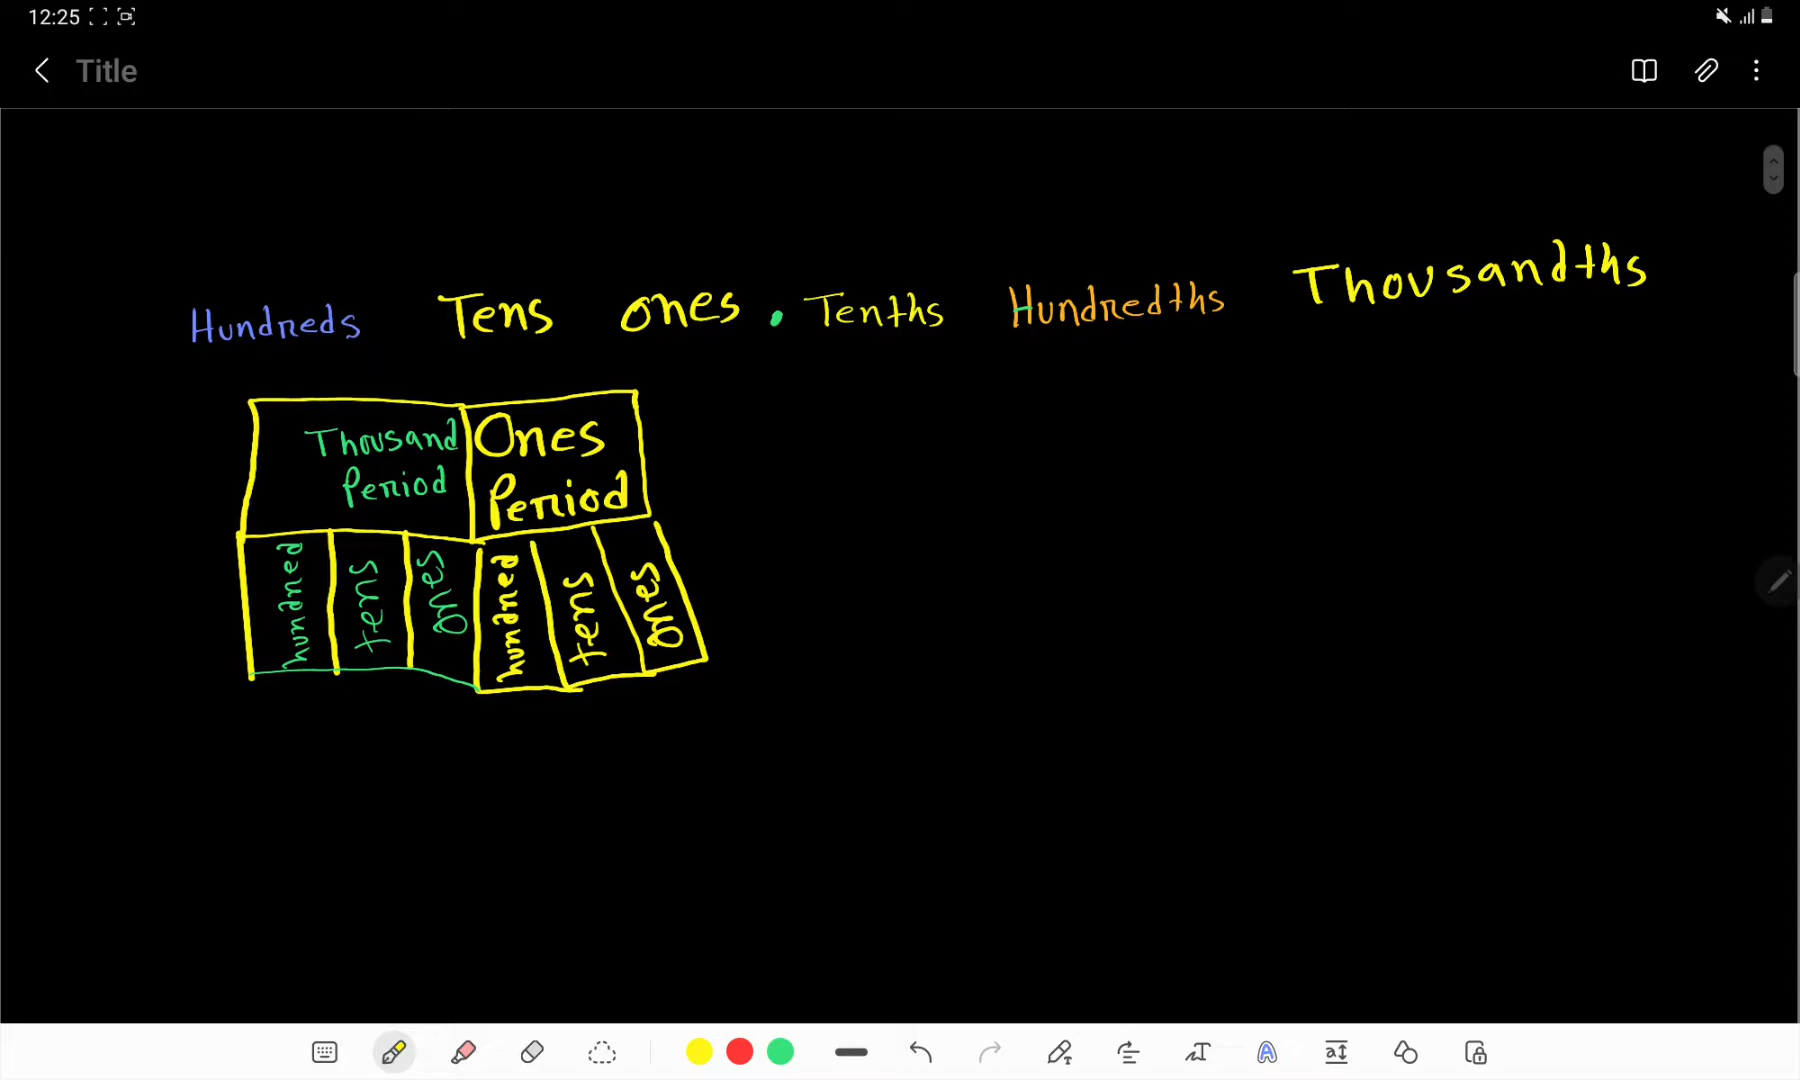 12:25
Title
Hundreds Tens ones . Tenths Hundredths Thousandths
Thousand Period
Ones Period
hundred tens Ones hundred tens Ones